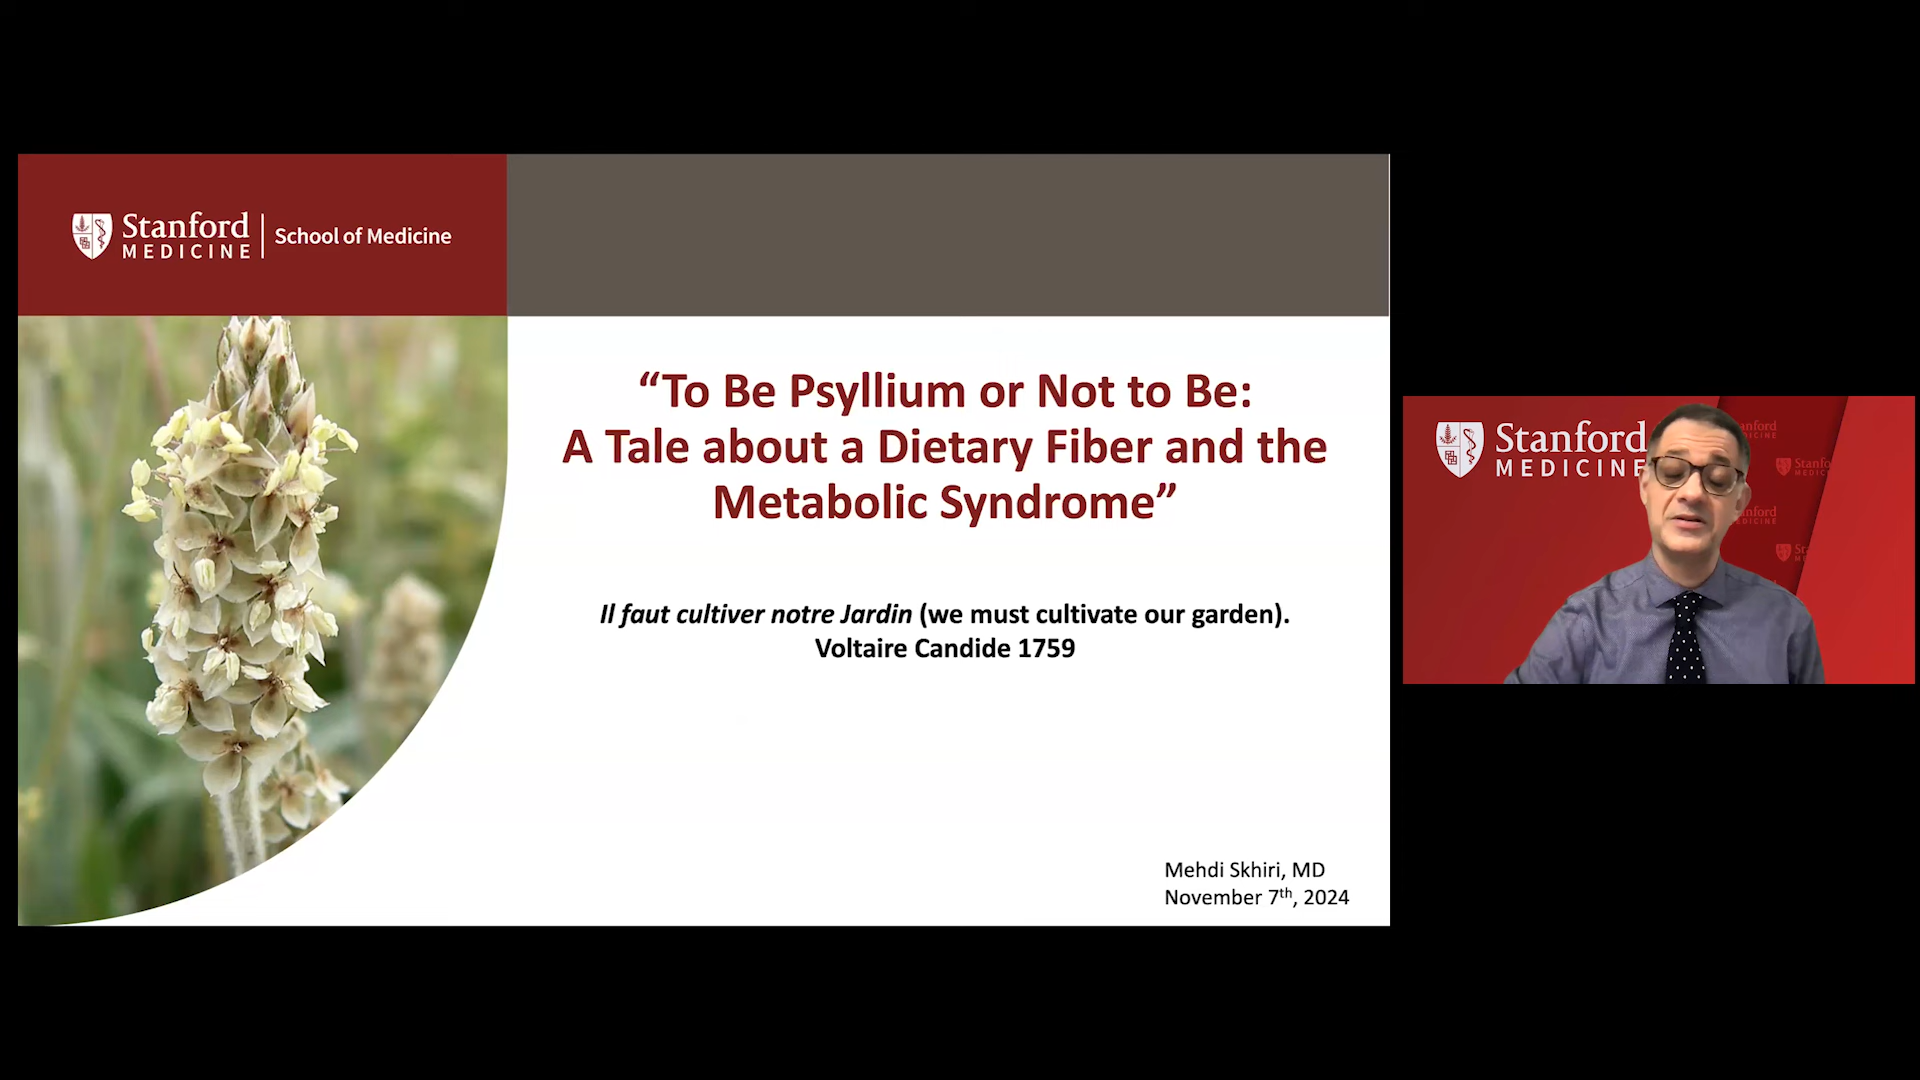 Stanford
MEDICINE
School of Medicine
“To Be Psyllium or Not to Be:
A Tale about a Dietary Fiber and the
Metabolic Syndrome”
Il faut cultiver notre Jardin (we must cultivate our garden).
Voltaire Candide 1759
Mehdi Skhiri, MD
November 7th, 2024
Stanford
MEDICINE